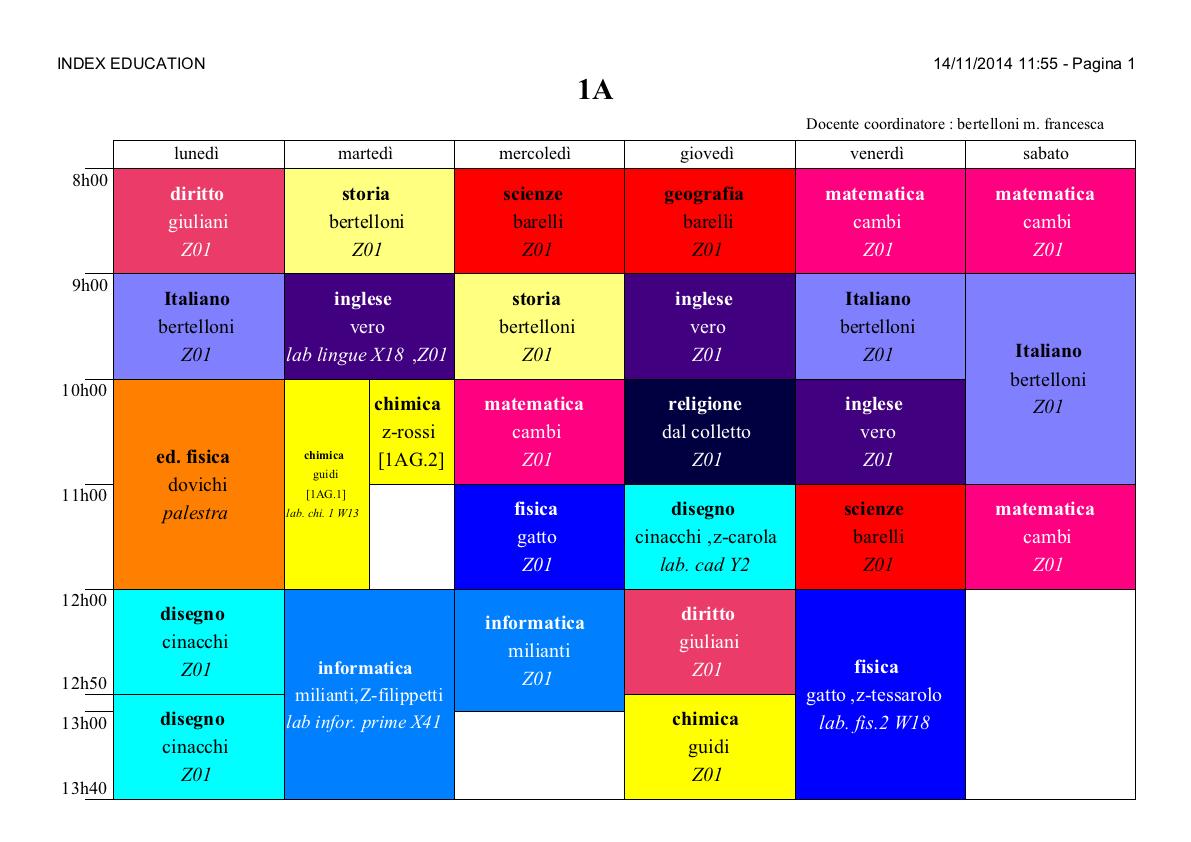 INDEX EDUCATION
14/11/2014 11:55 - Pagina 1
1A
Docente coordinatore : bertelloni m. francesca
lunedì martedì mercoledì giovedì venerdì sabato
8h00
diritto storia scienze geografia matematica matematica
giuliani bertelloni barelli barelli cambi cambi
Z01 Z01 Z01 Z01 Z01 Z01
9h00
Italiano inglese storia inglese Italiano
bertelloni vero bertelloni vero bertelloni
Z01 lab lingue X18 ,Z01 Z01 Z01 Z01
Italiano
bertelloni
Z01
10h00
chimica matematica religione inglese
z-rossi cambi dal colletto vero
[1AG.2] Z01 Z01 Z01
ed. fisica
dovichi
palestra
chimica
guidi
[1AG.1]
lab. chi. 1 W13
11h00
fisica disegno scienze matematica
gatto cinacchi ,z-carola barelli cambi
Z01 lab. cad Y2 Z01 Z01
12h00
disegno informatica diritto
cinacchi milianti giuliani
Z01 Z01 Z01
informatica
milianti,Z-filippetti
lab infor. prime X41
fisica
gatto ,z-tessarolo
lab. fis.2 W18
12h50
13h00
disegno chimica
cinacchi guidi
Z01 Z01
13h40